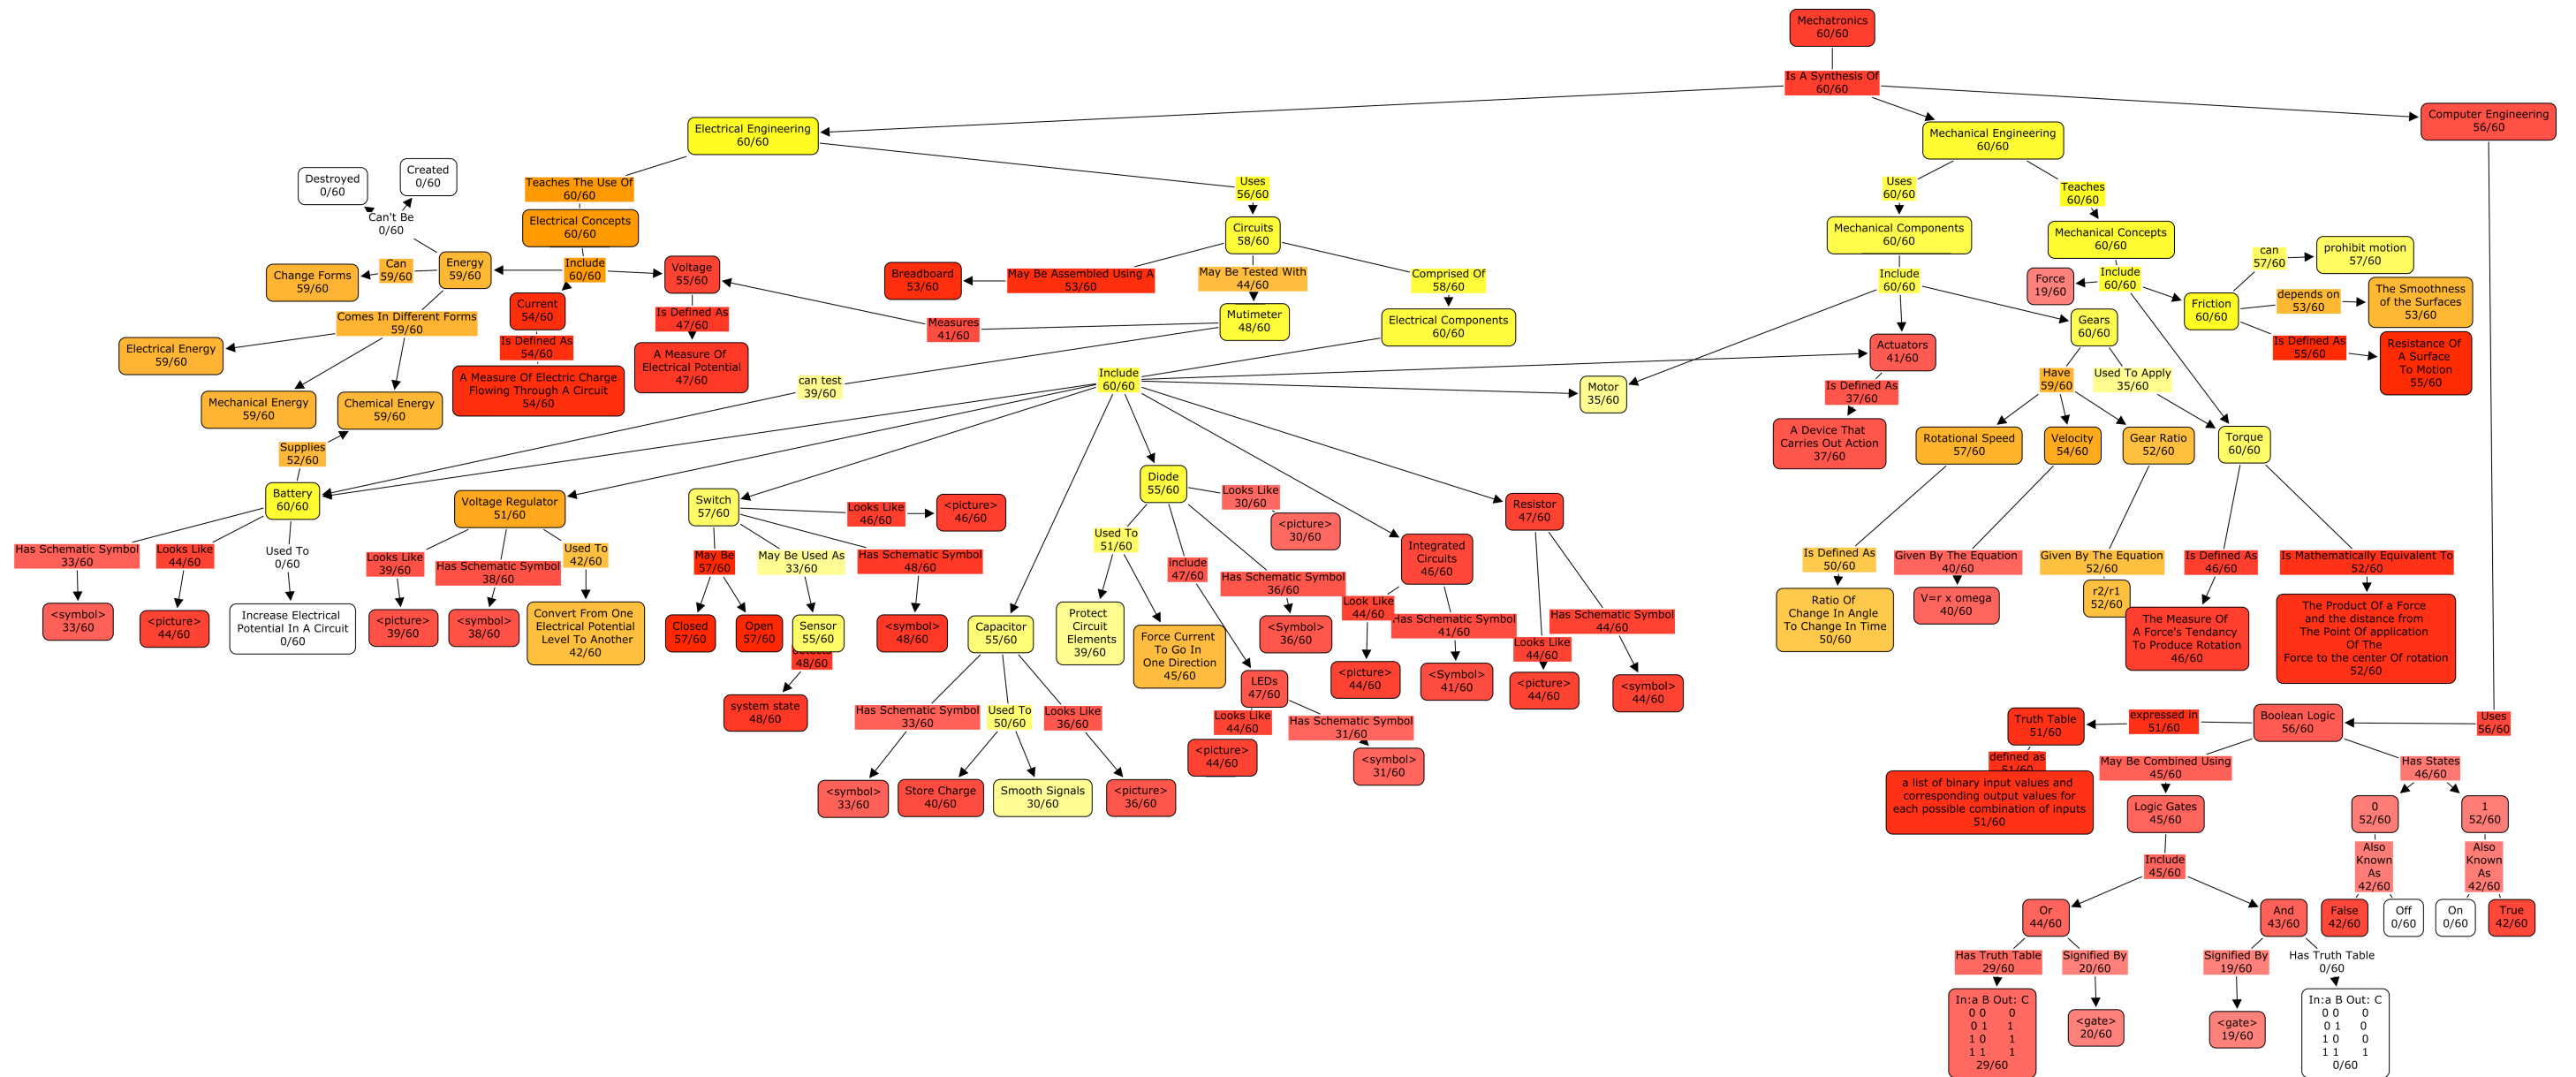 Mechatronics
60/60
Is A Synthesis Of
60/60
Electrical Engineering
60/60
Mechanical Engineering
60/60
Computer Engineering
56/60
Destroyed
0/60
Created
0/60
Can't Be
0/60
Teaches The Use Of
60/60
Electrical Concepts
60/60
Include
60/60
Energy
59/60
Can
59/60
Change Forms
59/60
Comes In Different Forms
59/60
Electrical Energy
59/60
Mechanical Energy
59/60
Chemical Energy
59/60
Supplies
52/60
Current
54/60
Is Defined As
54/60
A Measure Of Electric Charge
Flowing Through A Circuit
54/60
Voltage
55/60
Is Defined As
47/60
A Measure Of
Electrical Potential
47/60
Uses
56/60
Circuits
58/60
Breadboard
53/60
May Be Assembled Using A
53/60
May Be Tested With
44/60
Comprised Of
58/60
Measures
41/60
Mutimeter
48/60
Electrical Components
60/60
can test
39/60
Include
60/60
Uses
60/60
Mechanical Components
60/60
Include
60/60
Motor
35/60
Actuators
41/60
Is Defined As
37/60
A Device That
Carries Out Action
37/60
Teaches
60/60
Mechanical Concepts
60/60
Force
19/60
Include
60/60
Friction
60/60
can
57/60
prohibit motion
57/60
depends on
53/60
The Smoothness
of the Surfaces
53/60
Is Defined As
55/60
Resistance Of
A Surface
To Motion
55/60
Gears
60/60
Have
59/60
Used To Apply
35/60
Rotational Speed
57/60
Velocity
54/60
Gear Ratio
52/60
Torque
60/60
Is Defined As
50/60
Ratio Of
Change In Angle
To Change In Time
50/60
Given By The Equation
40/60
V=r x omega
40/60
Given By The Equation
52/60
r2/r1
52/60
Is Defined As
46/60
The Measure Of
A Force's Tendancy
To Produce Rotation
46/60
Is Mathematically Equivalent To
52/60
The Product Of a Force
and the distance from
The Point Of application
Of The
Force to the center Of rotation
52/60
Battery
60/60
Has Schematic Symbol
33/60
<symbol>
33/60
Looks Like
44/60
<picture>
44/60
Used To
0/60
Increase Electrical
Potential In A Circuit
0/60
Voltage Regulator
51/60
Looks Like
39/60
<picture>
39/60
Has Schematic Symbol
38/60
<symbol>
38/60
Used To
42/60
Convert From One
Electrical Potential
Level To Another
42/60
Switch
57/60
Looks Like
46/60
<picture>
46/60
May Be
57/60
Closed
57/60
Open
57/60
May Be Used As
33/60
Sensor
55/60
48/60
system state
48/60
Has Schematic Symbol
48/60
<symbol>
48/60
Capacitor
55/60
Has Schematic Symbol
33/60
<symbol>
33/60
Used To
50/60
Store Charge
40/60
Smooth Signals
30/60
Looks Like
36/60
<picture>
36/60
Diode
55/60
Looks Like
30/60
<picture>
30/60
Used To
51/60
Protect
Circuit
Elements
39/60
Force Current
To Go In
One Direction
45/60
include
47/60
LEDs
47/60
Looks Like
44/60
<picture>
44/60
Has Schematic Symbol
31/60
<symbol>
31/60
Has Schematic Symbol
36/60
<Symbol>
36/60
Integrated
Circuits
46/60
Look Like
44/60
<picture>
44/60
Has Schematic Symbol
41/60
<Symbol>
41/60
Resistor
47/60
Looks Like
44/60
<picture>
44/60
Has Schematic Symbol
44/60
<symbol>
44/60
Uses
56/60
Boolean Logic
56/60
expressed in
51/60
Truth Table
51/60
defined as
51/60
a list of binary input values and
corresponding output values for
each possible combination of inputs
51/60
May Be Combined Using
45/60
Logic Gates
45/60
Include
45/60
Or
44/60
Has Truth Table
29/60
In:a B Out: C
0 0 0
0 1 1
1 0 1
1 1 1
29/60
Signified By
20/60
<gate>
20/60
And
43/60
Signified By
19/60
<gate>
19/60
Has Truth Table
0/60
In:a B Out: C
0 0 0
0 1 0
1 0 0
1 1 1
0/60
Has States
46/60
0
52/60
Also
Known
As
42/60
False
42/60
Off
0/60
1
52/60
Also
Known
As
42/60
On
0/60
True
42/60